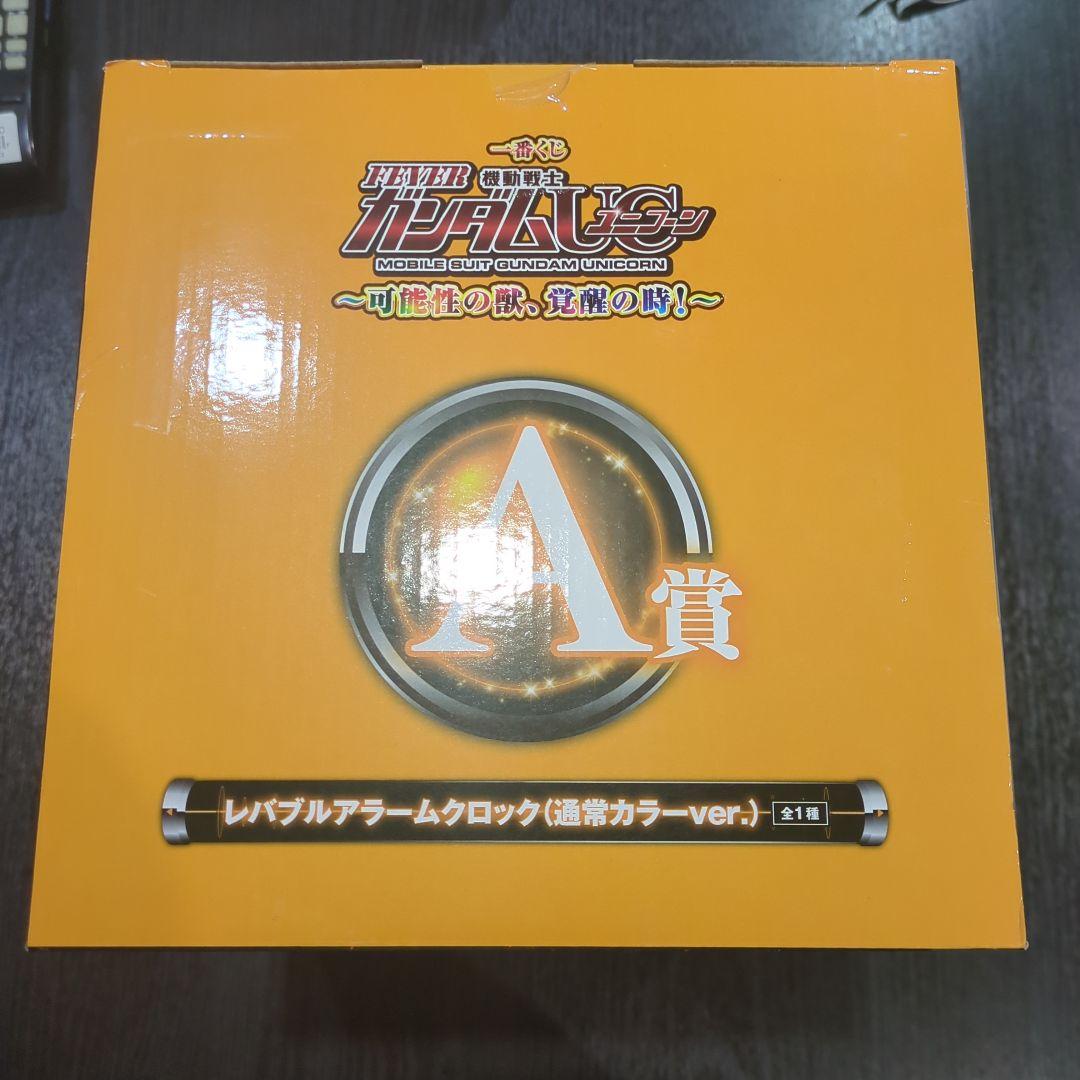 一番くじ
FEVER 機動戦士
ガンダムUC ユニコーン
MOBILE SUIT GUNDAM UNICORN
～可能性の獣、覚醒の時!～
A賞
レバブルアラームクロック(通常カラーver.) 全1種